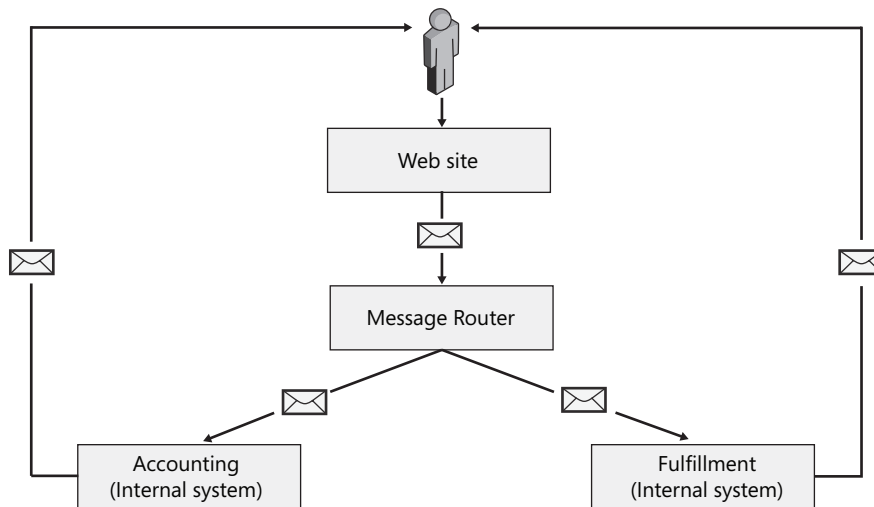 Web site
Message Router
Accounting
(Internal system)
Fulfillment
(Internal system)